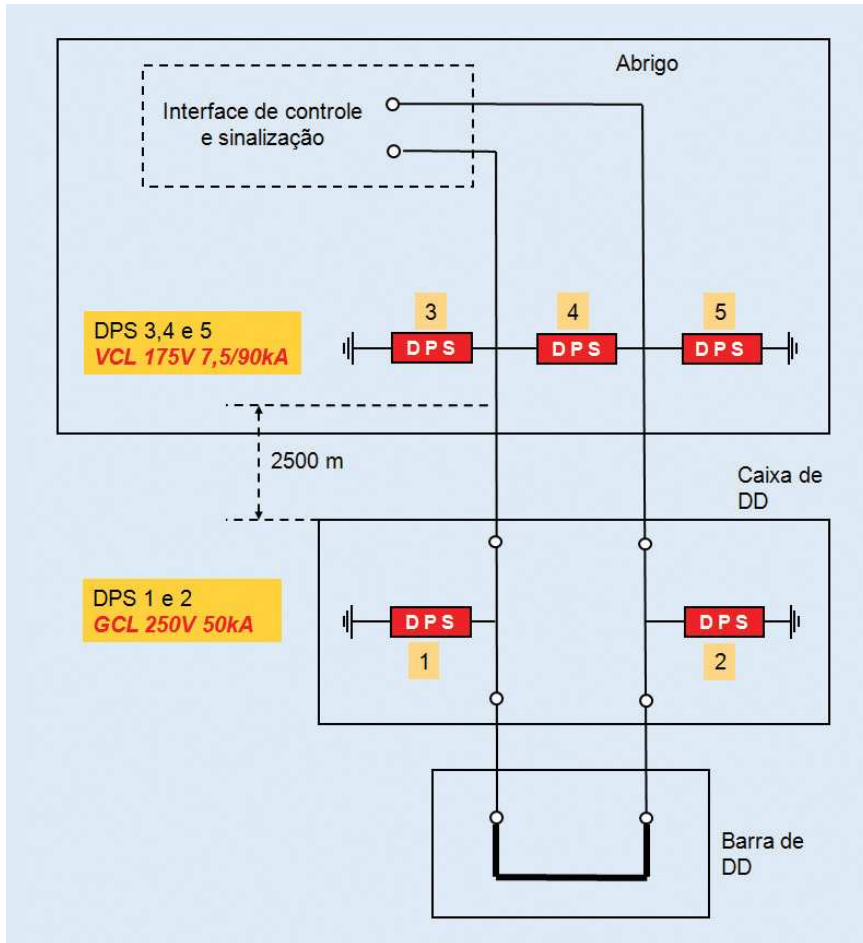 Abrigo
Interface de controle
e sinalização
3
4
5
DPS 3,4 e 5
VCL 175V 7,5/90kA
DPS
DPS
DPS
2500 m
Caixa de
DD
DPS 1 e 2
GCL 250V 50kA
DPS
DPS
1
2
Barra de
DD